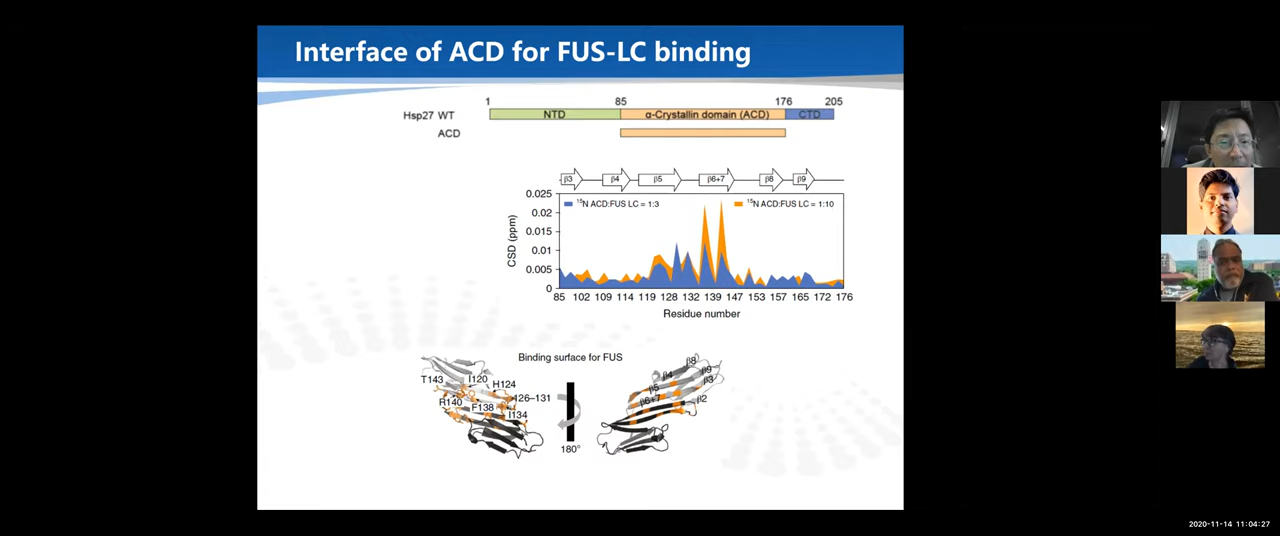 Interface of ACD for FUS-LC binding
1 85 176 205
Hsp27 WT NTD α-Crystallin domain (ACD) CTD
ACD
β3 β4 β5 β6+7 β8 β9
CSD (ppm)
0.025
0.02
0.015
0.01
0.005
0
15N ACD:FUS LC = 1:3 15N ACD:FUS LC = 1:10
85 102 109 114 119 128 132 139 147 153 157 165 172 176
Residue number
Binding surface for FUS
T143 I120 H124
126–131
R140 F138 I134
180°
β8
β4 β9
β5 β3
β6+7 β2
2020-11-14 11:04:27